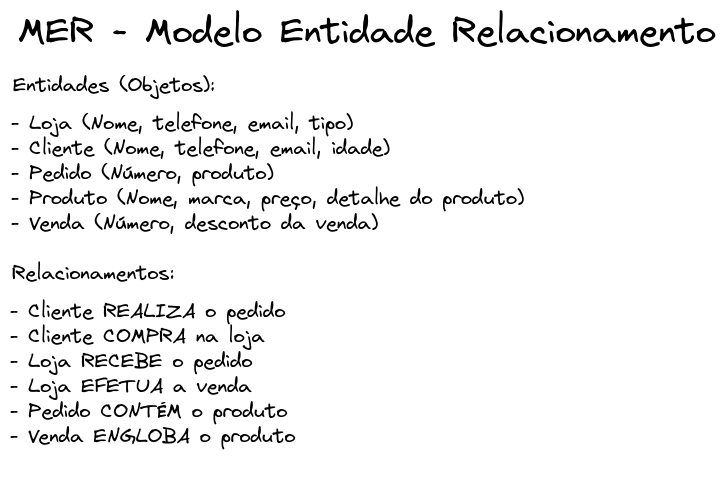 MER - Modelo Entidade Relacionamento
Entidades (Objetos):
- Loja (Nome, telefone, email, tipo)
- Cliente (Nome, telefone, email, idade)
- Pedido (Número, produto)
- Produto (Nome, marca, preço, detalhe do produto)
- Venda (Número, desconto da venda)
Relacionamentos:
- Cliente REALIZA o pedido
- Cliente COMPRA na loja
- Loja RECEBE o pedido
- Loja EFETUA a venda
- Pedido CONTÉM o produto
- Venda ENGLOBA o produto